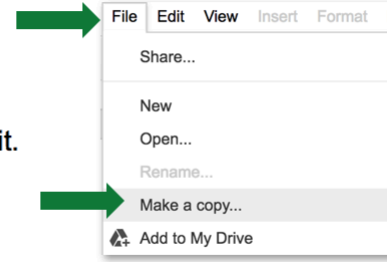 File Edit View Insert Format
Share...
New
Open...
it.
Rename...
Make a copy...
Add to My Drive